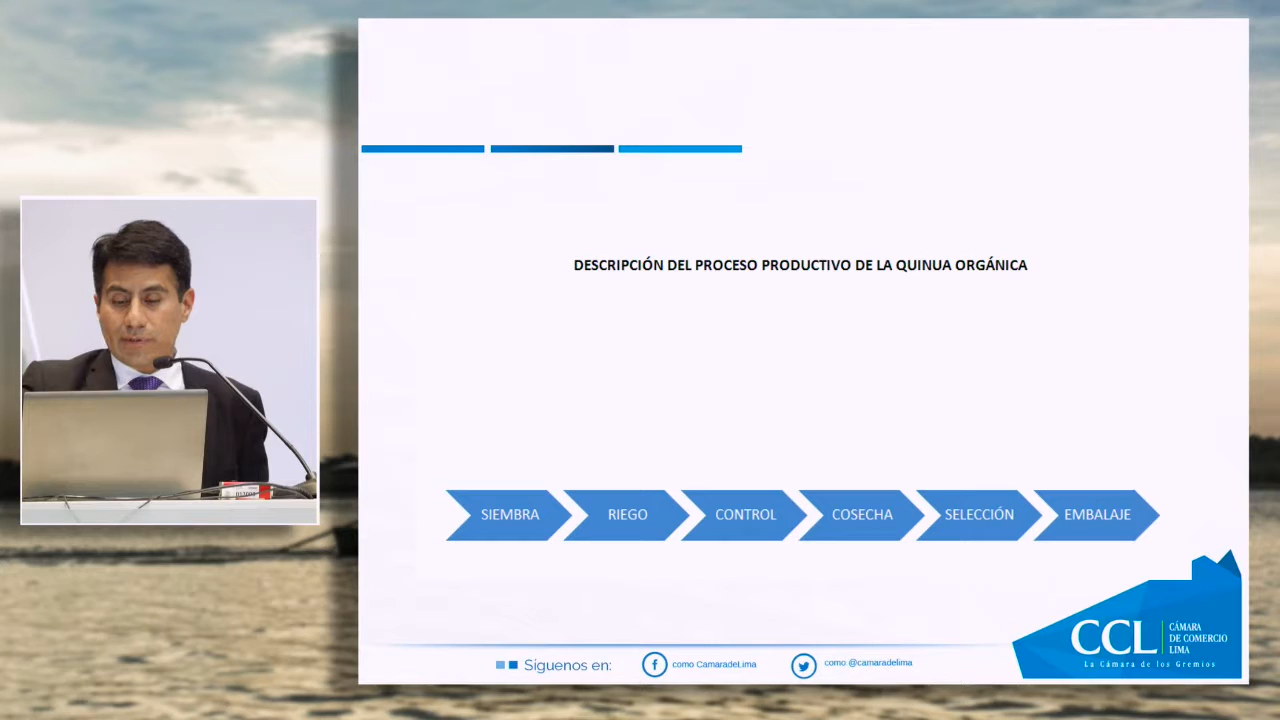 DESCRIPCIÓN DEL PROCESO PRODUCTIVO DE LA QUINUA ORGÁNICA
SIEMBRA
RIEGO
CONTROL
COSECHA
SELECCIÓN
EMBALAJE
Síguenos en:
como CamaradeLima
como @camaradelima
CCL
CÁMARA
DE COMERCIO
LIMA
La Cámara de los Gremios